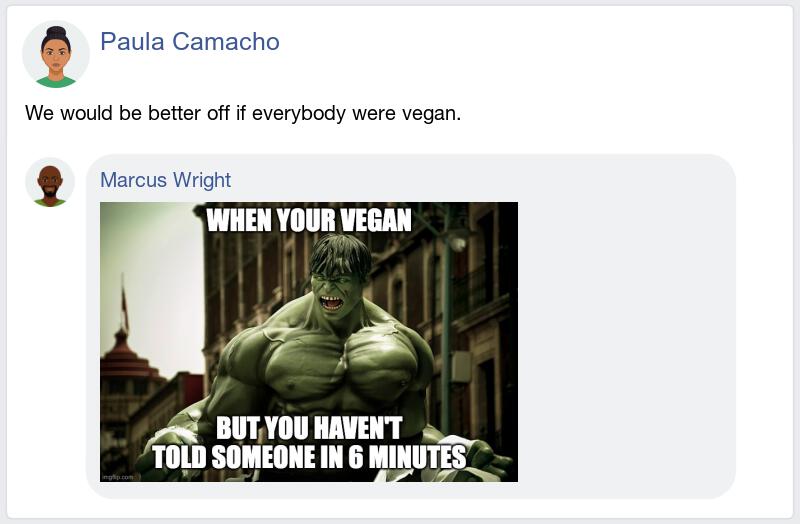 Paula Camacho
We would be better off if everybody were vegan.
Marcus Wright
WHEN YOUR VEGAN
BUT YOU HAVEN'T
TOLD SOMEONE IN 6 MINUTES
imgflip.com